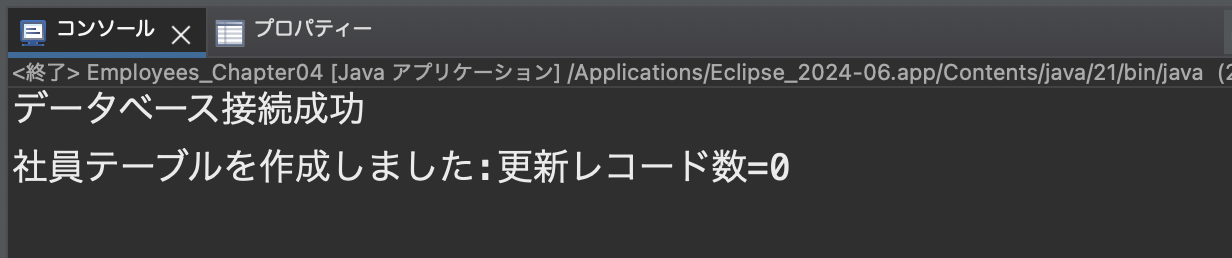 コンソール プロパティー
<終了> Employees_Chapter04 [Java アプリケーション] /Applications/Eclipse_2024-06.app/Contents/java/21/bin/java
データベース接続成功
社員テーブルを作成しました:更新レコード数=0